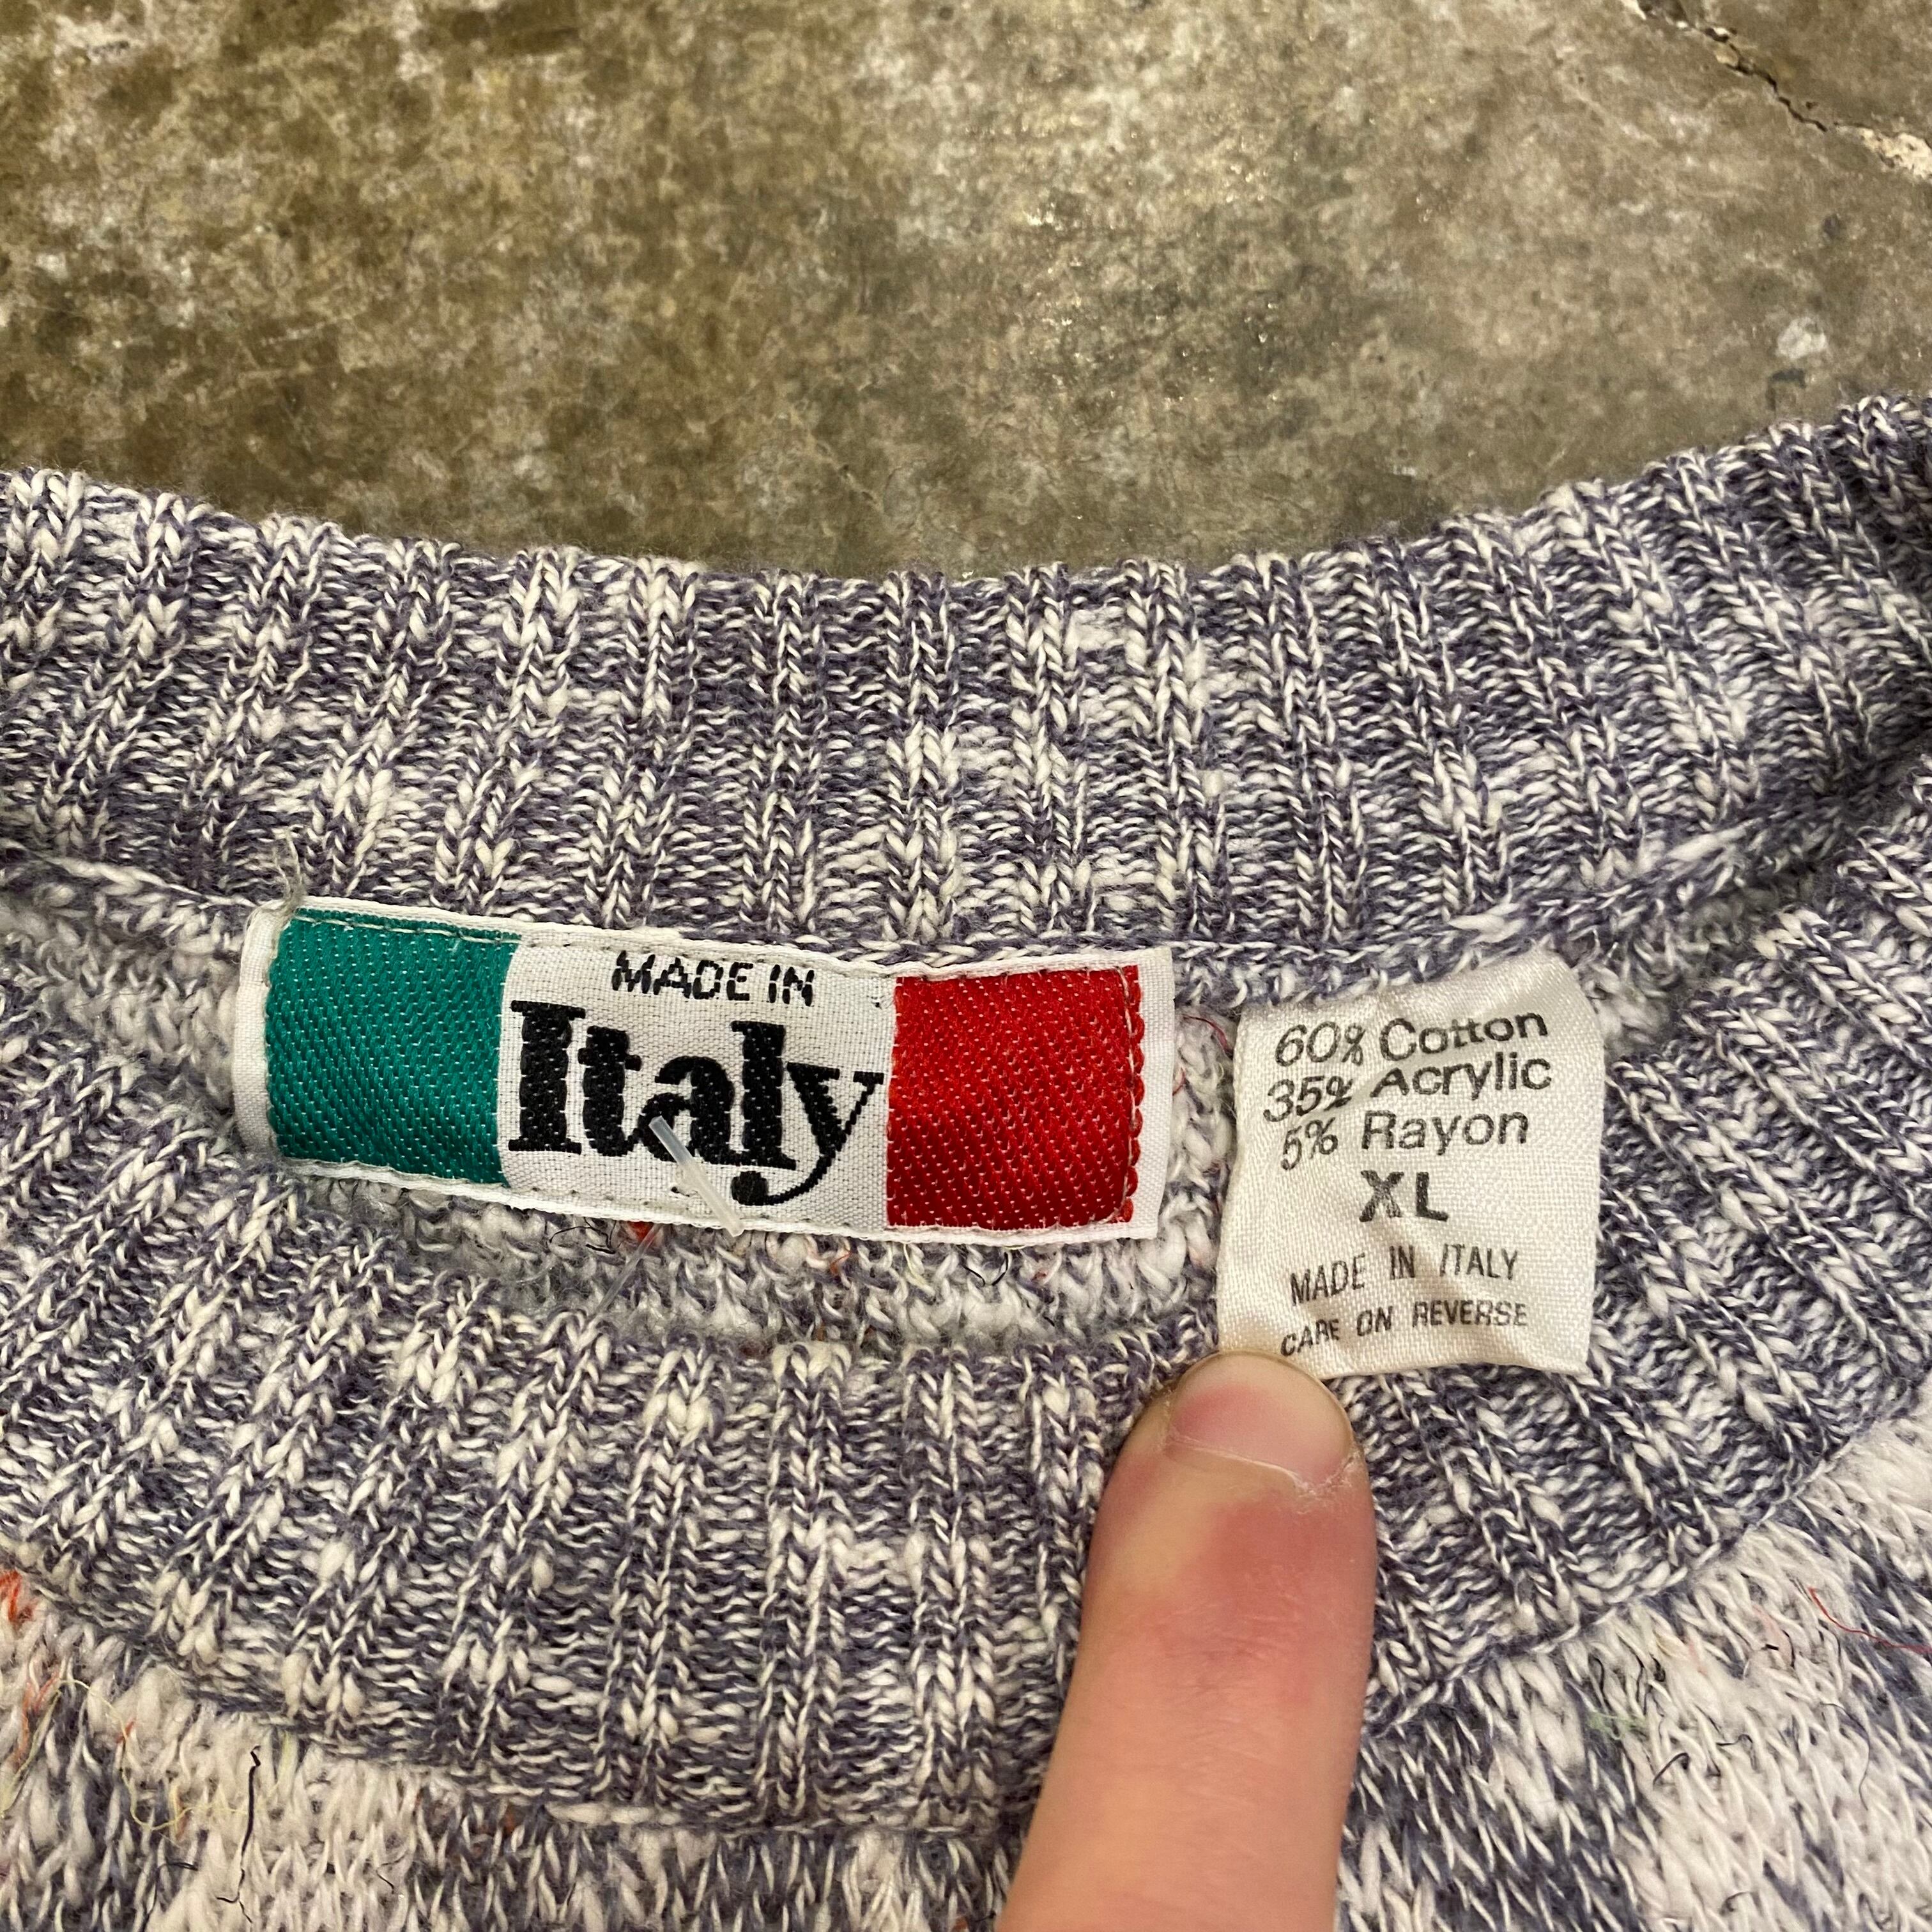 MADE IN
Italy
60% Cotton
35% Acrylic
5% Rayon
XL
MADE IN ITALY
CARE ON REVERSE